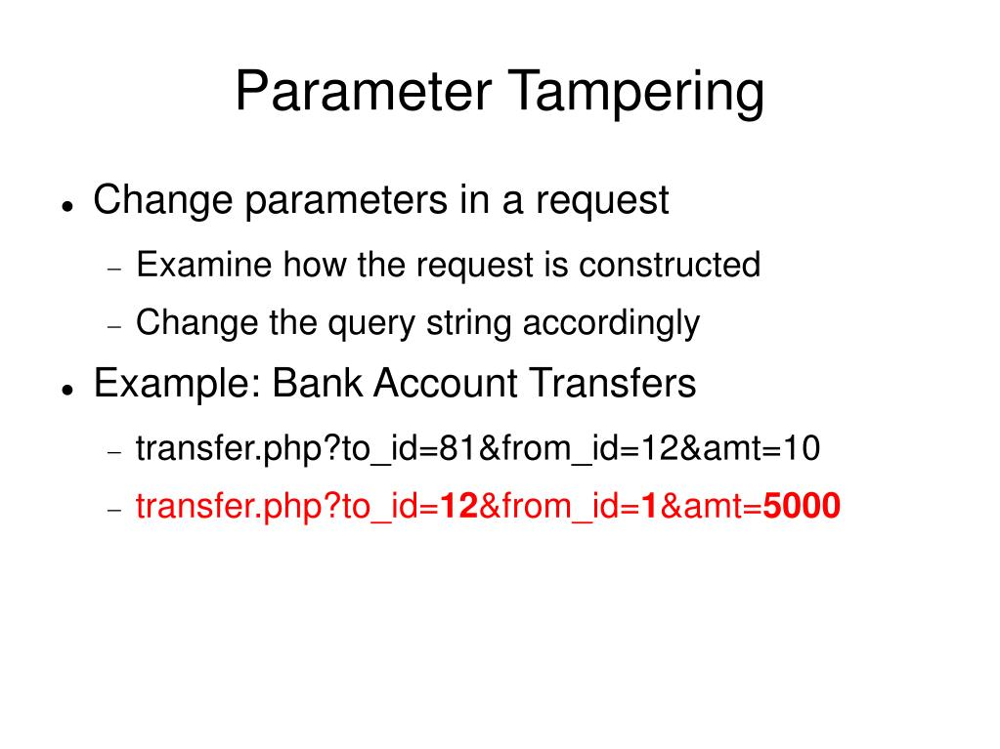 Parameter Tampering
● Change parameters in a request
– Examine how the request is constructed
– Change the query string accordingly
● Example: Bank Account Transfers
– transfer.php?to_id=81&from_id=12&amt=10
– transfer.php?to_id=12&from_id=1&amt=5000